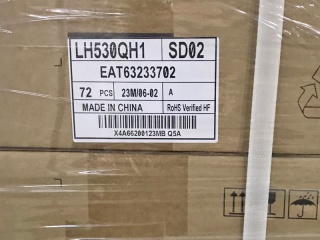 LH530QH1 SD02
EAT63233702
72 PCS 23M/06-02 A
MADE IN CHINA RoHS Verified HF
X4A66200123MB Q5A